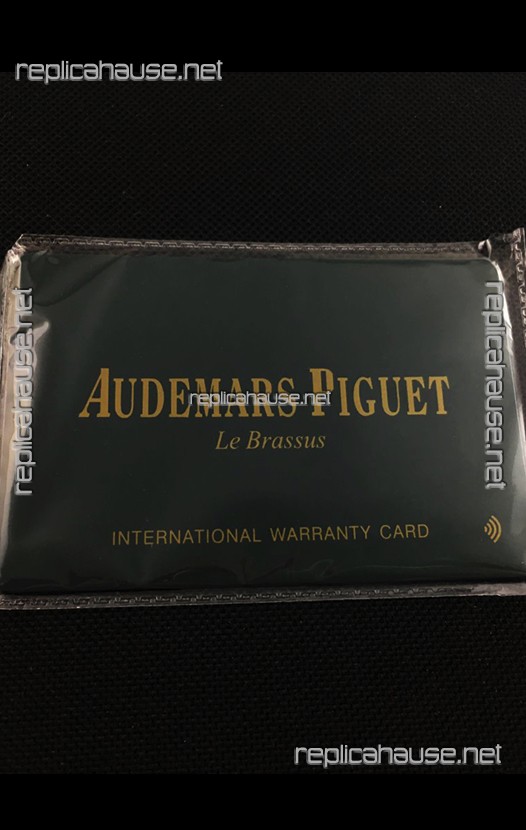 replicahause.net
replicahause.net
replicahause.net
AUDEMARS PIGUET
replicahause.net
Le Brassus
INTERNATIONAL WARRANTY CARD
replicahause.net